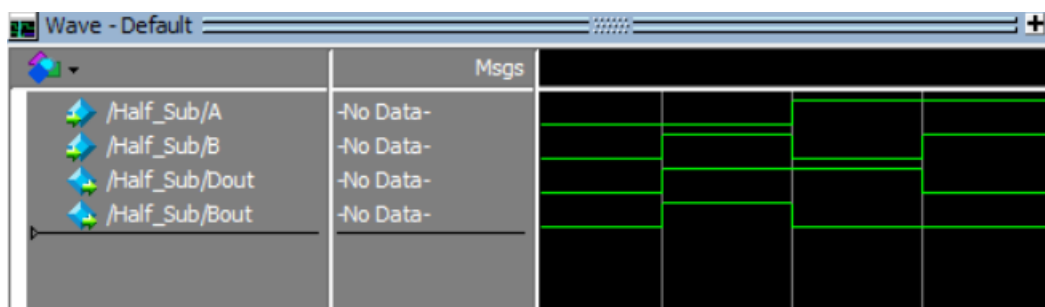 Wave - Default
Msgs
/Half_Sub/A -No Data-
/Half_Sub/B -No Data-
/Half_Sub/Dout -No Data-
/Half_Sub/Bout -No Data-